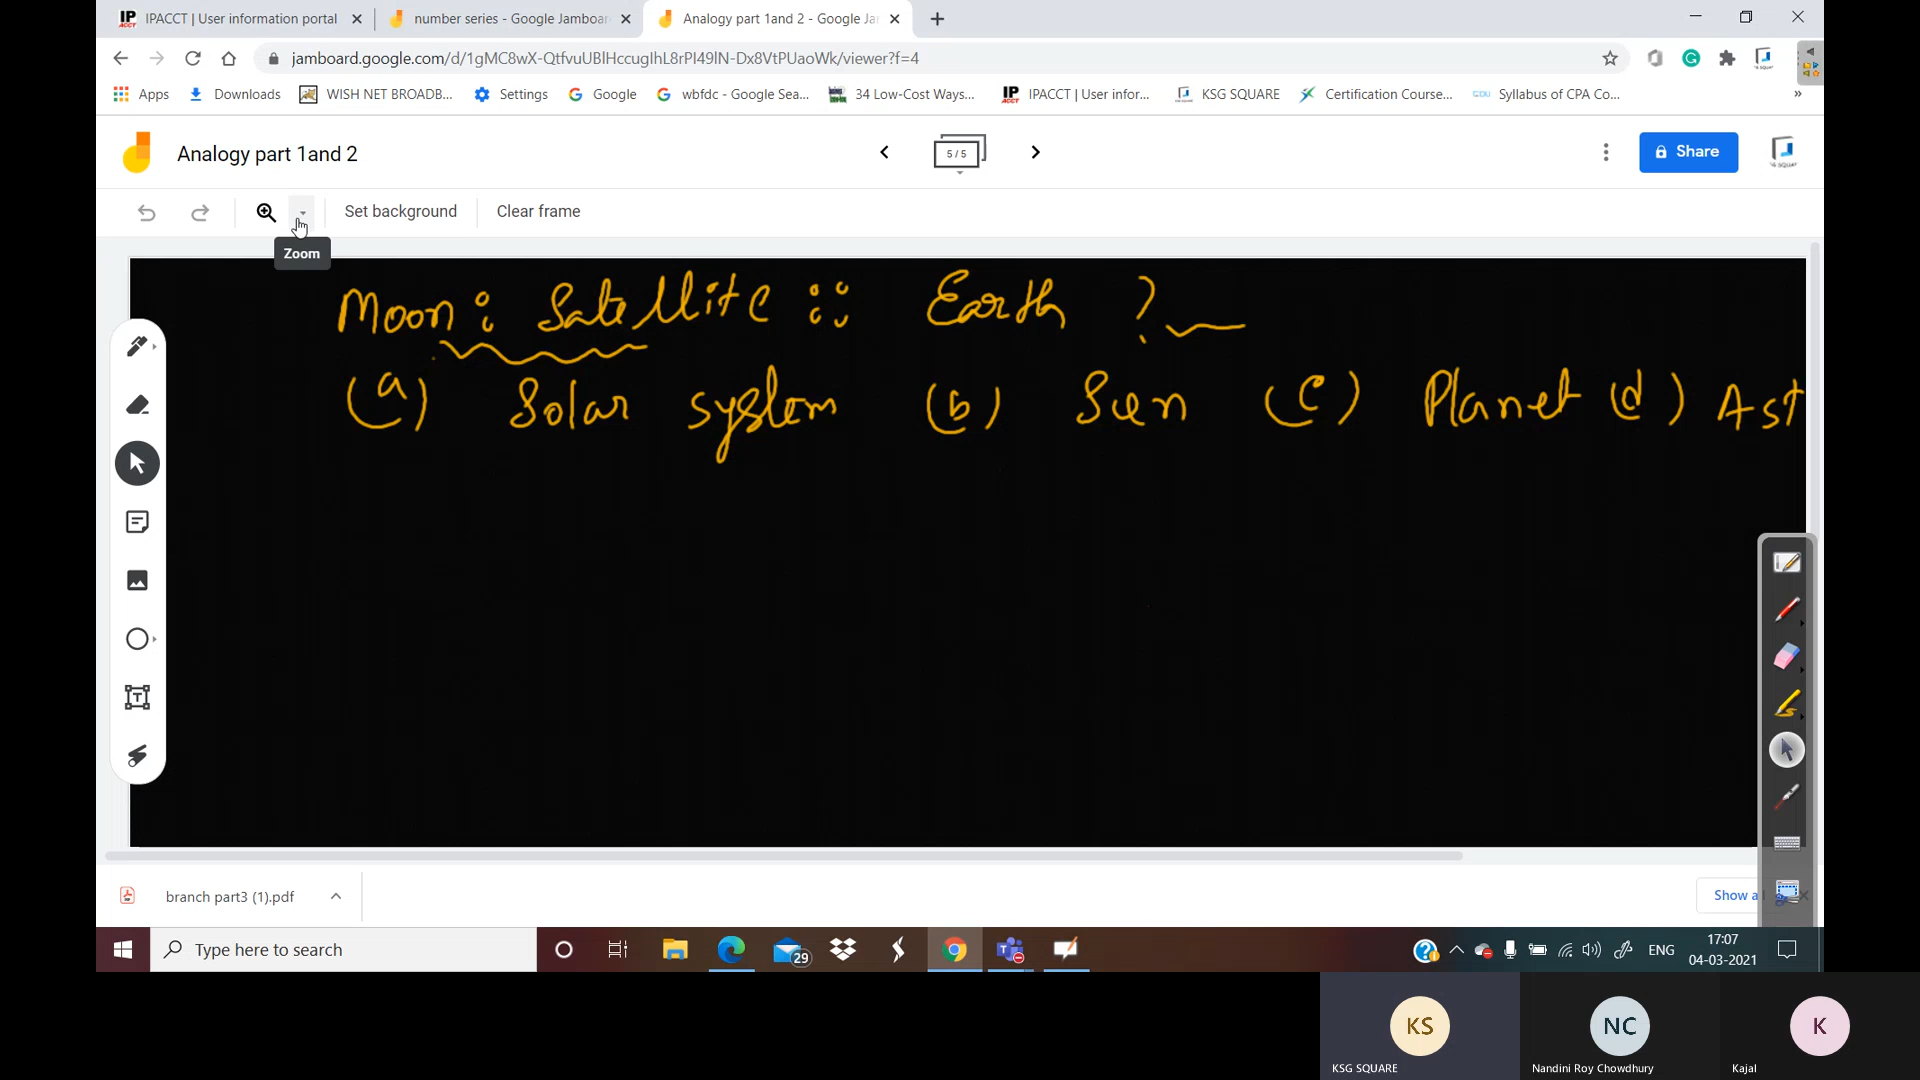 IPACCT | User information portal
number series - Google Jamboar
Analogy part 1and 2 - Google Ja
jamboard.google.com/d/1gMC8wX-QtfvuUBlHccuglhL8rPI49lN-Dx8VtPUaoWk/viewer?f=4
Apps Downloads WISH NET BROADB... Settings Google wbfdc - Google Sea... 34 Low-Cost Ways... IPACCT | User infor... KSG SQUARE Certification Course... Syllabus of CPA Co... »
Analogy part 1and 2
5 / 5
Share
Set background Clear frame
Zoom
Moon : Satellite :: Earth ?
(a) Solar system (b) Sun (c) Planet (d) Ast
branch part3 (1).pdf
Show a
Type here to search
29
ENG
17:07
04-03-2021
KS NC K
KSG SQUARE Nandini Roy Chowdhury Kajal